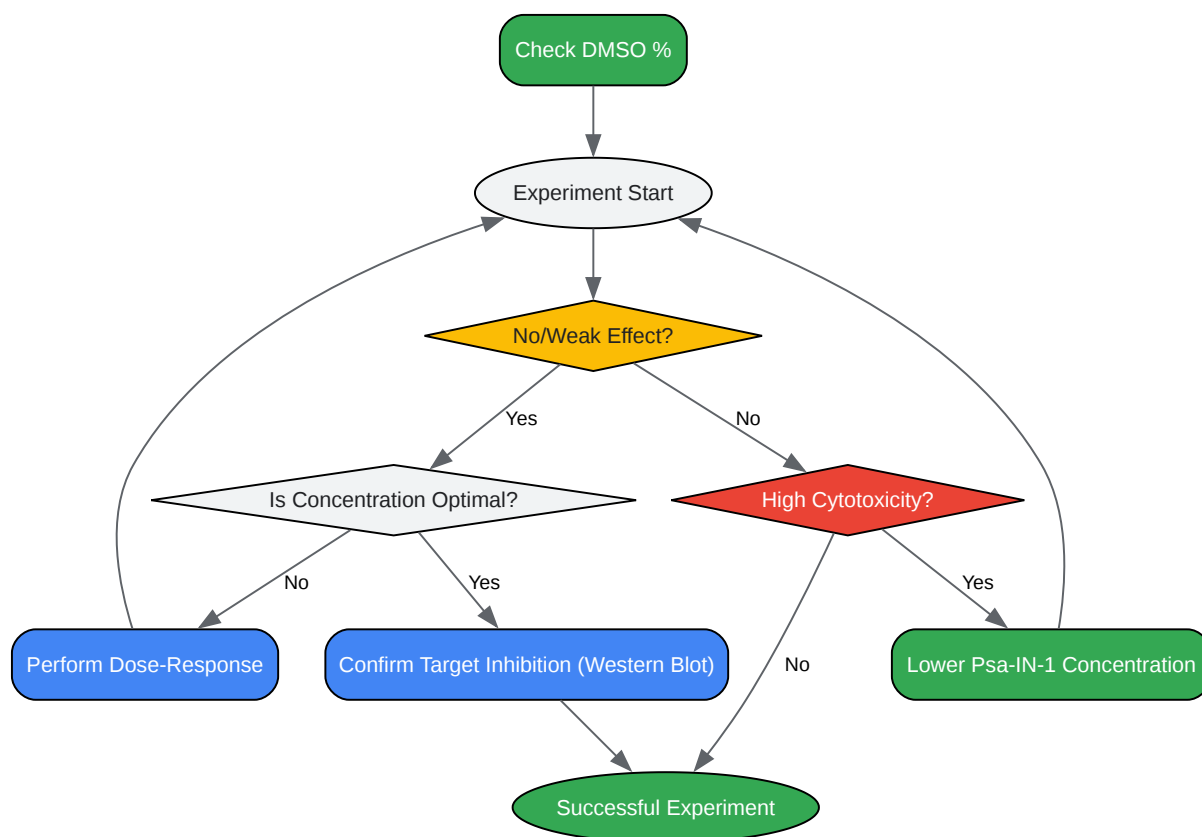 Check DMSO %
Experiment Start
No/Weak Effect?
Yes
No
Is Concentration Optimal?
High Cytotoxicity?
No
Yes
Yes
No
Perform Dose-Response
Confirm Target Inhibition (Western Blot)
Lower Psa-IN-1 Concentration
Successful Experiment